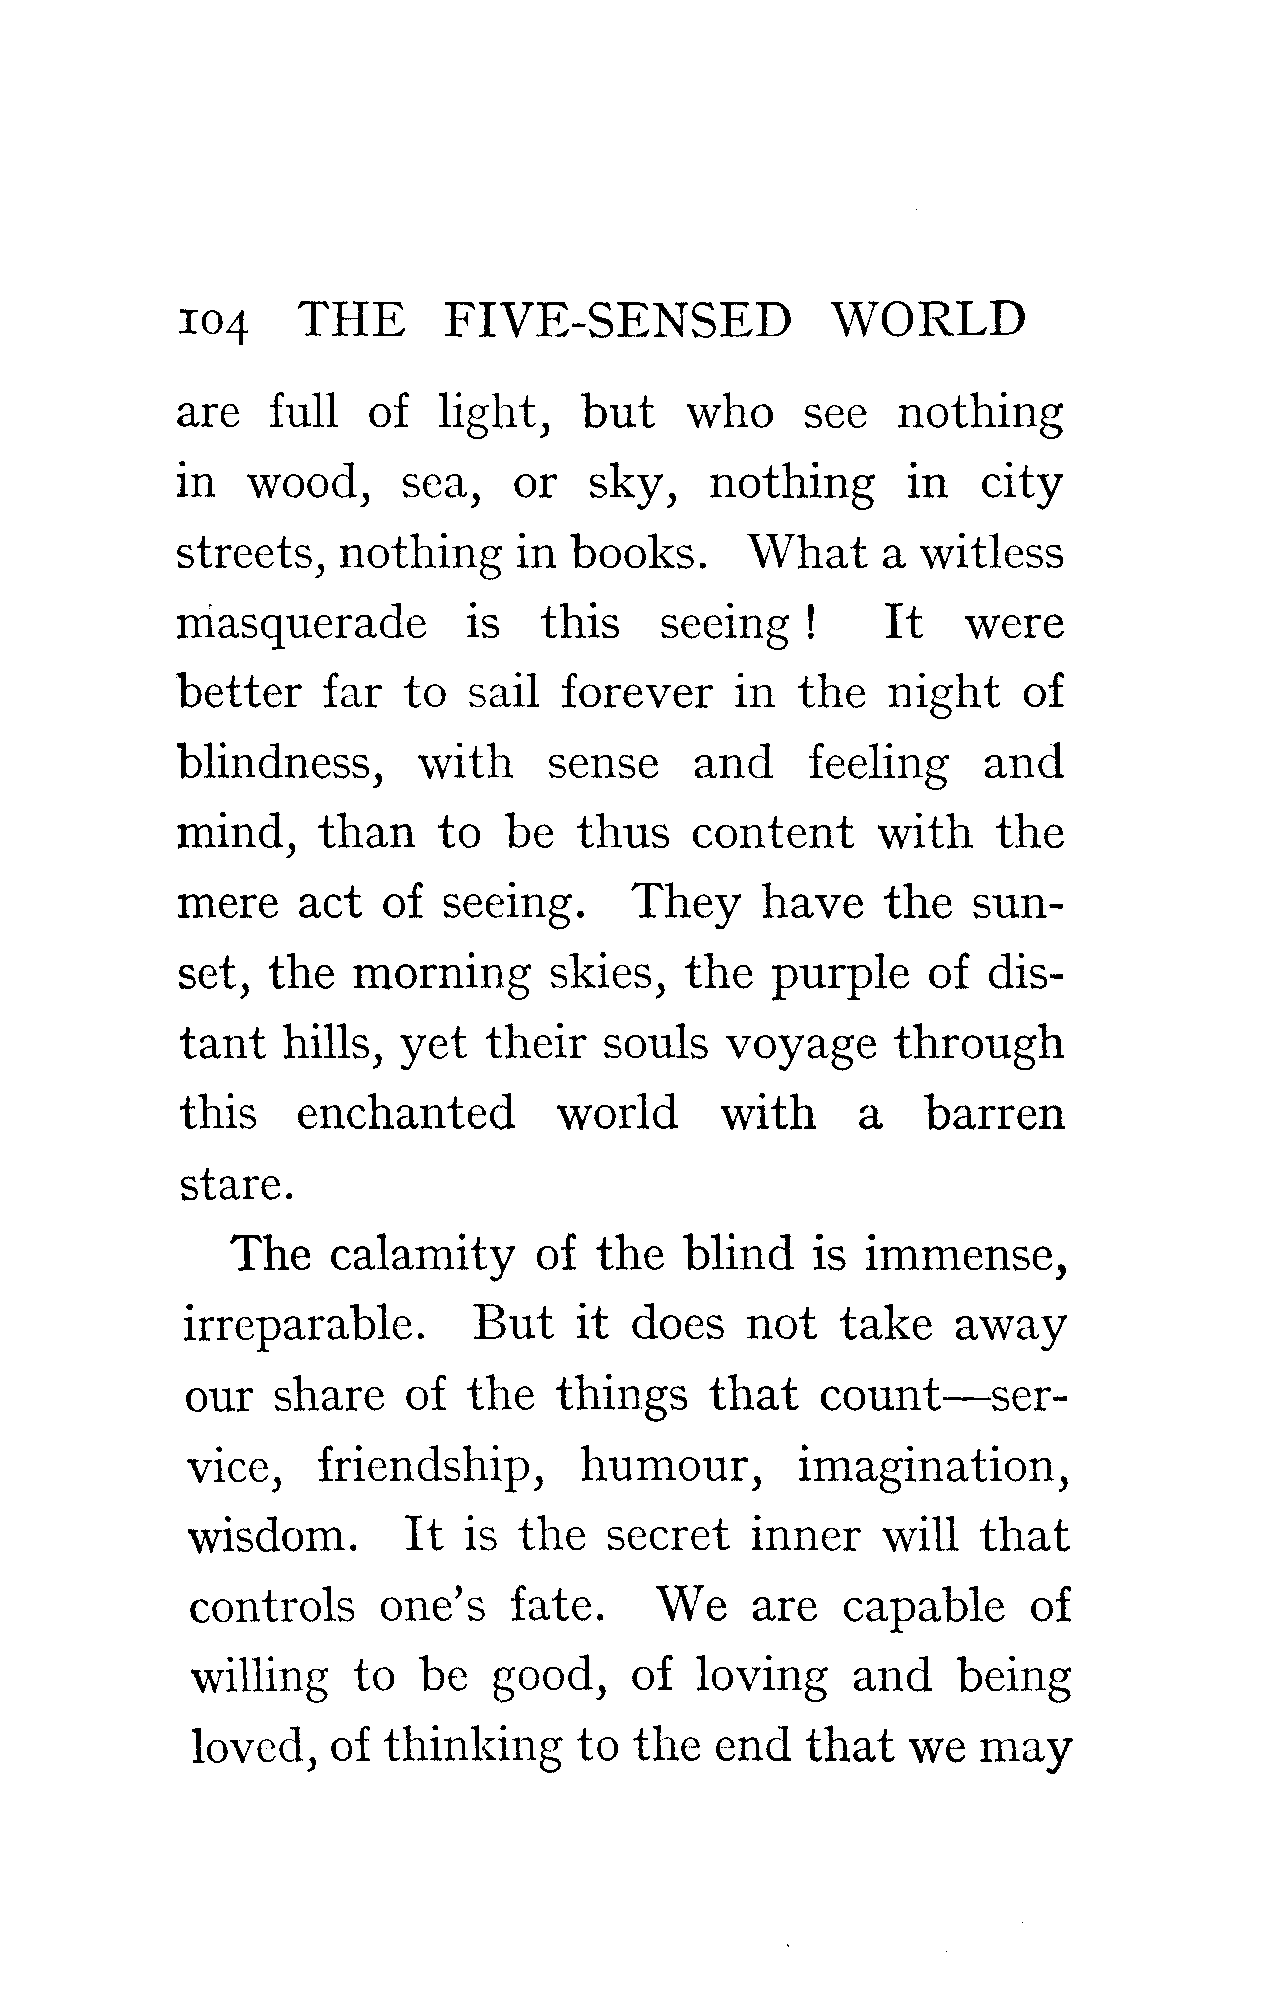 104 THE FIVE-SENSED WORLD
are full of light, but who see nothing
in wood, sea, or sky, nothing in city
streets, nothing in books. What a witless
masquerade is this seeing ! It were
better far to sail forever in the night of
blindness, with sense and feeling and
mind, than to be thus content with the
mere act of seeing. They have the sun-
set, the morning skies, the purple of dis-
tant hills, yet their souls voyage through
this enchanted world with a barren
stare.
The calamity of the blind is immense,
irreparable. But it does not take away
our share of the things that count—ser-
vice, friendship, humour, imagination,
wisdom. It is the secret inner will that
controls one's fate. We are capable of
willing to be good, of loving and being
loved, of thinking to the end that we may